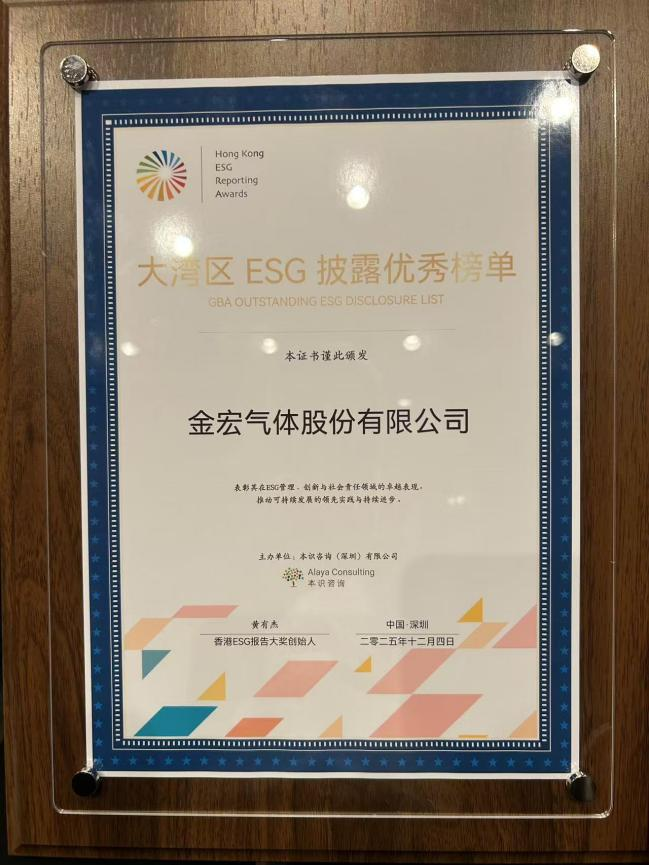 Hong Kong
ESG
Reporting
Awards
大湾区 ESG 披露优秀榜单
GBA OUTSTANDING ESG DISCLOSURE LIST
本证书谨此颁发
金宏气体股份有限公司
表彰其在ESG管理、创新与社会责任领域的卓越表现，
推动可持续发展的领先实践与持续进步。
主办单位：本识咨询（深圳）有限公司
Alaya Consulting
本识咨询
黄有杰 中国·深圳
香港ESG报告大奖创始人 二零二五年十二月四日